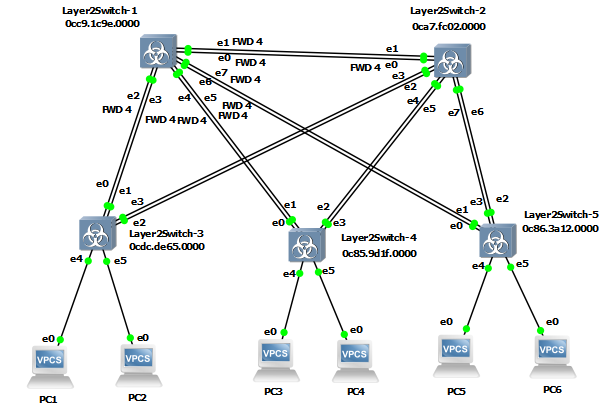 Layer2Switch-1
0cc9.1c9e.0000
Layer2Switch-2
0ca7.fc02.0000
e1 FWD 4
e1
e0 FWD 4
FWD 4 e0
e7
FWD 4
e3
e6
e2
e2
e3
e4
e5
FWD 4
FWD 4
FWD 4
FWD 4
FWD 4
e4
e5
e7
e6
e0
e1
e3
e2
Layer2Switch-3
0cdc.de65.0000
e1
e0
e2
e3
Layer2Switch-4
0c85.9d1f.0000
e3
e2
e1
e0
Layer2Switch-5
0c86.3a12.0000
e4
e5
e4
e5
e4
e5
e0
e0
e0
e0
e0
e0
VPCS
VPCS
VPCS
VPCS
VPCS
VPCS
PC1
PC2
PC3
PC4
PC5
PC6